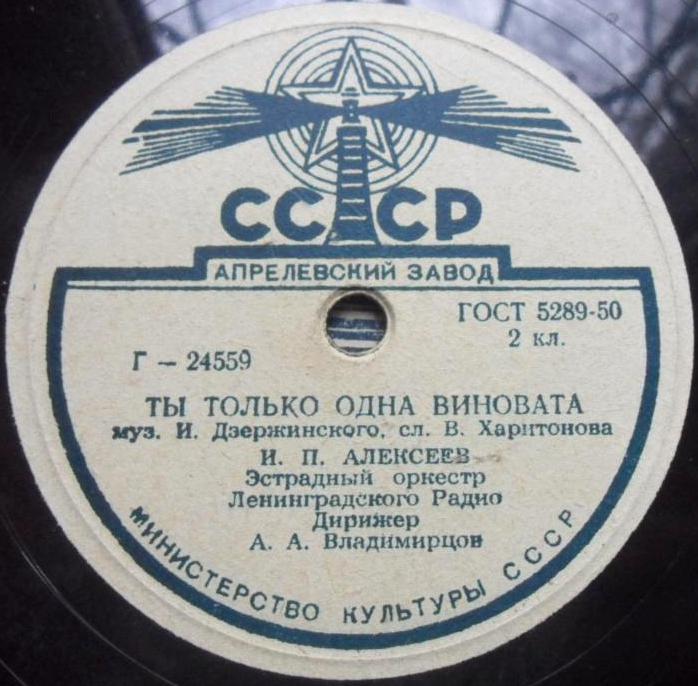 СССР
АПРЕЛЕВСКИЙ ЗАВОД
ГОСТ 5289-50
2 кл.
Г - 24559
ТЫ ТОЛЬКО ОДНА ВИНОВАТА
муз. И. Дзержинского, сл. В. Харитонова
И. П. АЛЕКСЕЕВ
Эстрадный оркестр
Ленинградского Радио
Дирижер
А. А. Владимирцов
МИНИСТЕРСТВО КУЛЬТУРЫ СССР